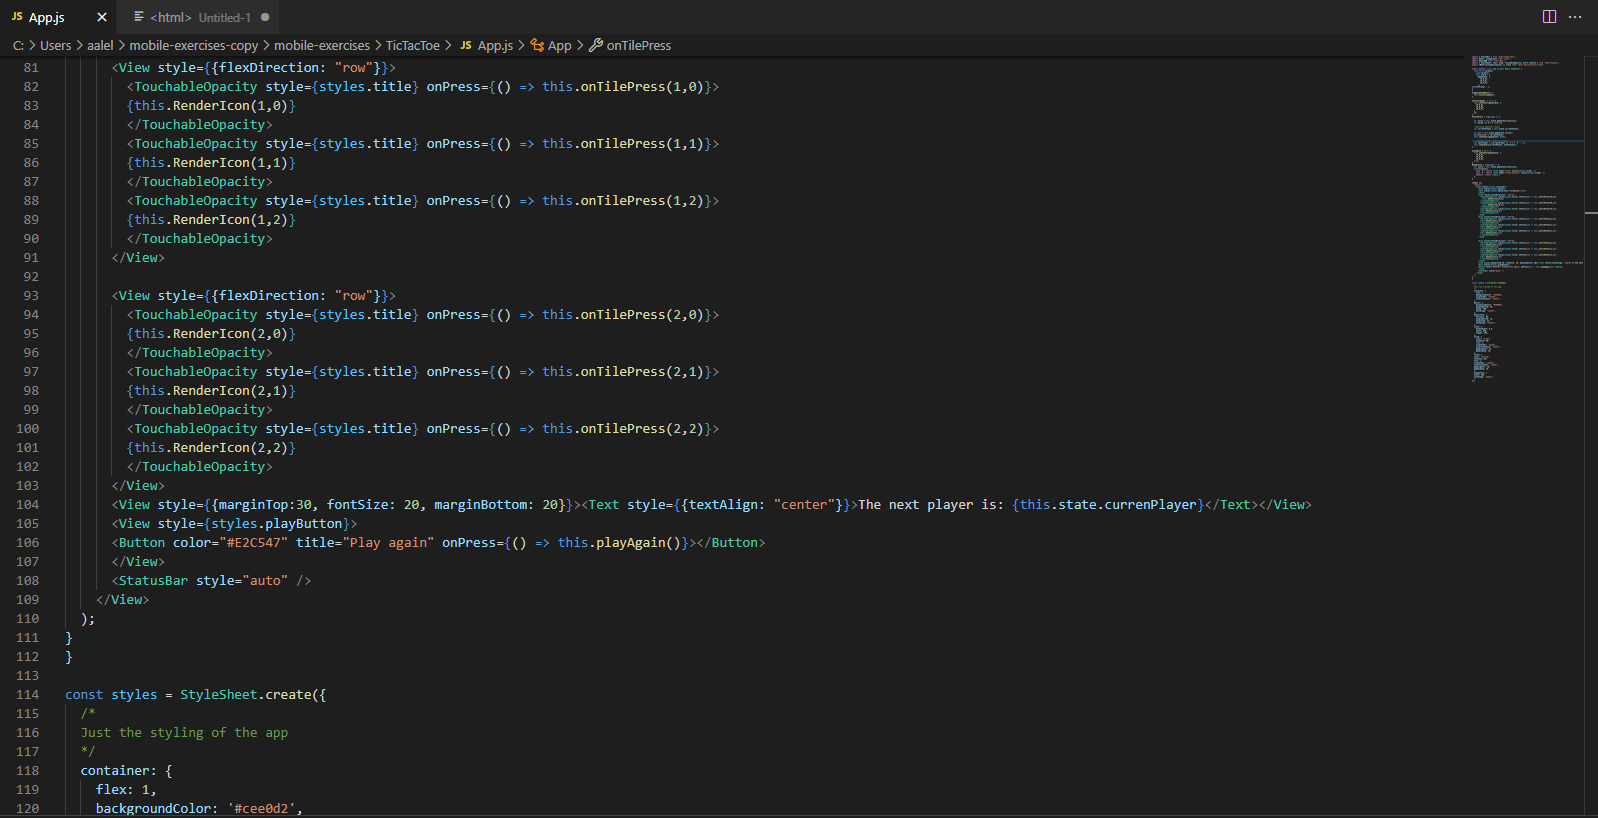 JS App.js × <html> Untitled-1 ●
C: > Users > aalel > mobile-exercises-copy > mobile-exercises > TicTacToe > JS App.js > App > onTilePress
81 <View style={{flexDirection: "row"}}>
82 <TouchableOpacity style={styles.title} onPress={() => this.onTilePress(1,0)}>
83 {this.RenderIcon(1,0)}
84 </TouchableOpacity>
85 <TouchableOpacity style={styles.title} onPress={() => this.onTilePress(1,1)}>
86 {this.RenderIcon(1,1)}
87 </TouchableOpacity>
88 <TouchableOpacity style={styles.title} onPress={() => this.onTilePress(1,2)}>
89 {this.RenderIcon(1,2)}
90 </TouchableOpacity>
91 </View>
92
93 <View style={{flexDirection: "row"}}>
94 <TouchableOpacity style={styles.title} onPress={() => this.onTilePress(2,0)}>
95 {this.RenderIcon(2,0)}
96 </TouchableOpacity>
97 <TouchableOpacity style={styles.title} onPress={() => this.onTilePress(2,1)}>
98 {this.RenderIcon(2,1)}
99 </TouchableOpacity>
100 <TouchableOpacity style={styles.title} onPress={() => this.onTilePress(2,2)}>
101 {this.RenderIcon(2,2)}
102 </TouchableOpacity>
103 </View>
104 <View style={{marginTop:30, fontSize: 20, marginBottom: 20}}><Text style={{textAlign: "center"}}>The next player is: {this.state.currenPlayer}</Text></View>
105 <View style={styles.playButton}>
106 <Button color="#E2C547" title="Play again" onPress={() => this.playAgain()}></Button>
107 </View>
108 <StatusBar style="auto" />
109 </View>
110 );
111 }
112 }
113
114 const styles = StyleSheet.create({
115 /*
116 Just the styling of the app
117 */
118 container: {
119 flex: 1,
120 backgroundColor: '#cee0d2',